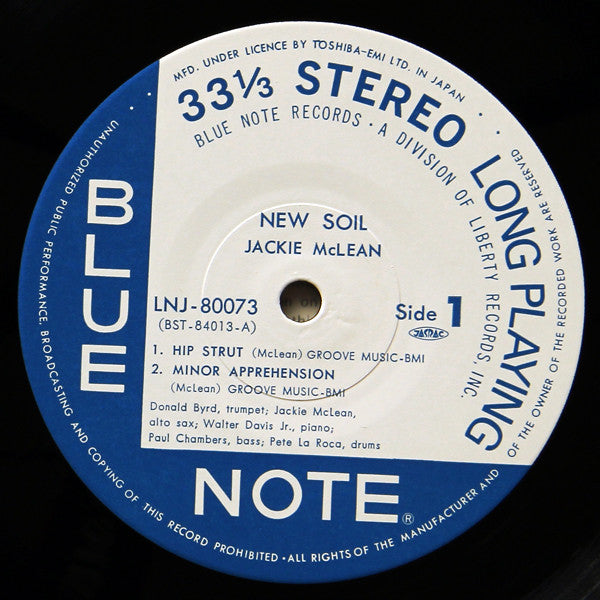 MFD. UNDER LICENCE BY TOSHIBA-EMI LTD. IN JAPAN
33⅓ STEREO LONG PLAYING
BLUE NOTE RECORDS · A DIVISION OF LIBERTY RECORDS, INC.
NEW SOIL
JACKIE McLEAN
LNJ-80073
(BST-84013-A)
Side 1
JASRAC
1. HIP STRUT (McLean) GROOVE MUSIC-BMI
2. MINOR APPREHENSION
(McLean) GROOVE MUSIC-BMI
Donald Byrd, trumpet; Jackie McLean,
alto sax; Walter Davis Jr., piano;
Paul Chambers, bass; Pete La Roca, drums
BLUE
NOTE®
UNAUTHORIZED PUBLIC PERFORMANCE, BROADCASTING AND COPYING OF THIS RECORD PROHIBITED · ALL RIGHTS OF THE MANUFACTURER AND OF THE OWNER OF THE RECORDED WORK ARE RESERVED